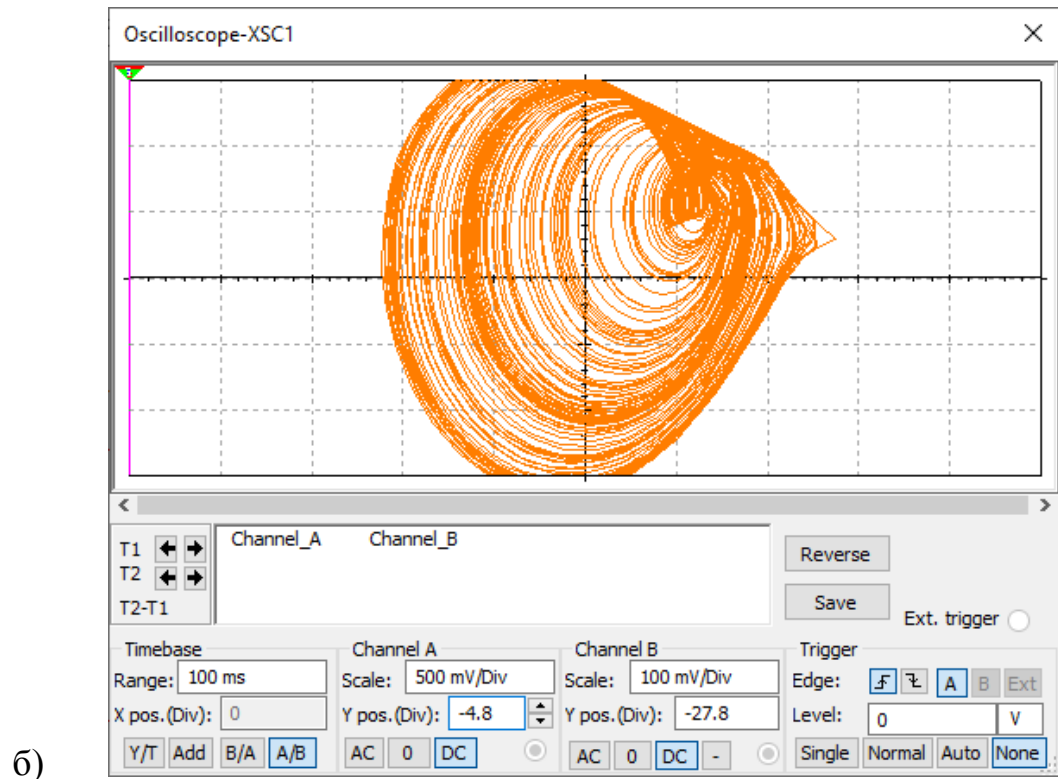 Oscilloscope-XSC1
T1
T2
T2-T1
Channel_A Channel_B
Reverse
Save
Ext. trigger
Timebase
Range: 100 ms
X pos.(Div): 0
Y/T Add B/A A/B
Channel A
Scale: 500 mV/Div
Y pos.(Div): -4.8
AC 0 DC
Channel B
Scale: 100 mV/Div
Y pos.(Div): -27.8
AC 0 DC -
Trigger
Edge: A B Ext
Level: 0 V
Single Normal Auto None
б)